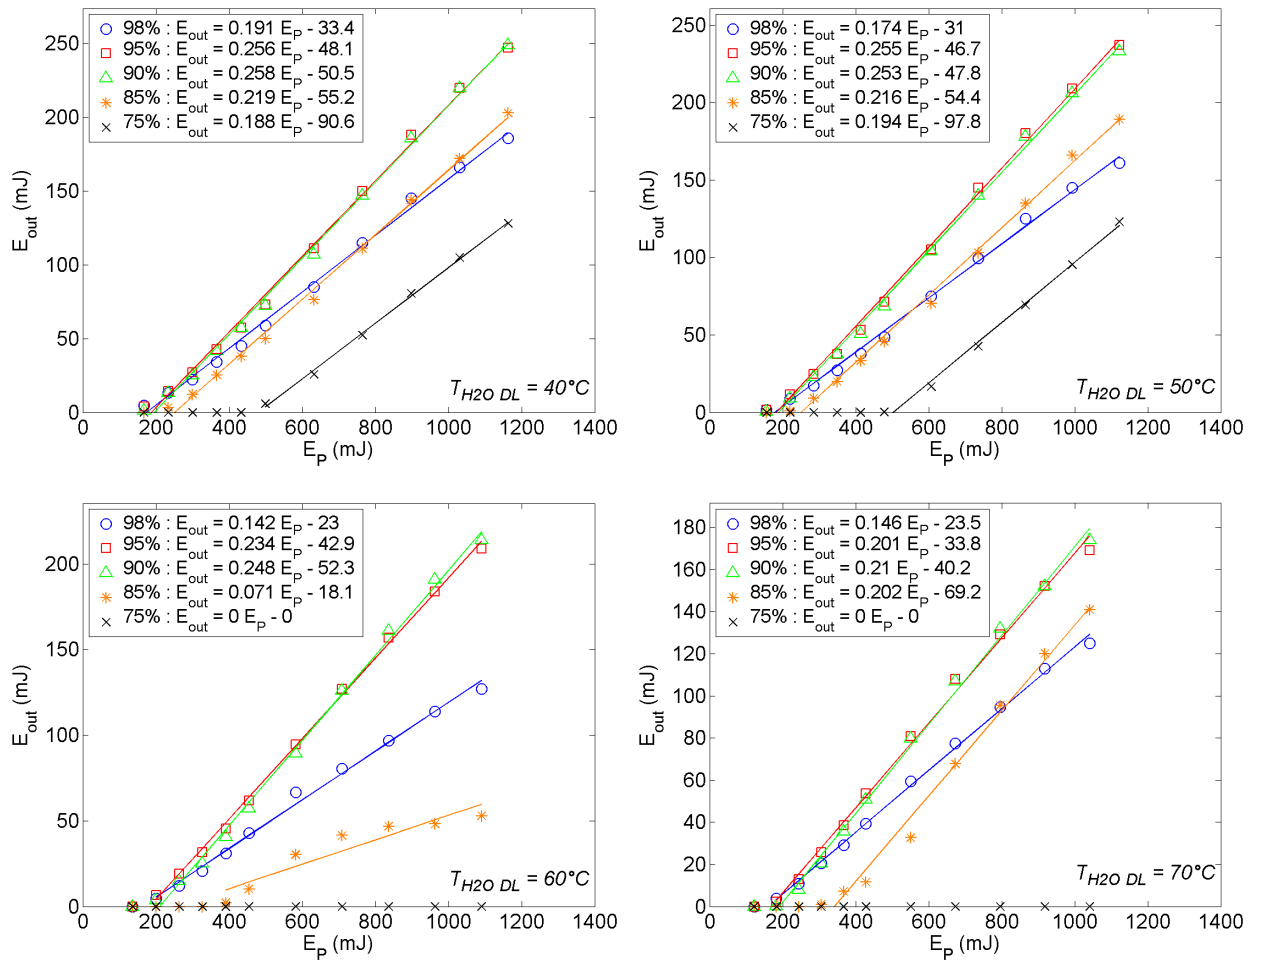 98% : Eout = 0.191 EP - 33.4
95% : Eout = 0.256 EP - 48.1
90% : Eout = 0.258 EP - 50.5
85% : Eout = 0.219 EP - 55.2
75% : Eout = 0.188 EP - 90.6
250
200
150
100
50
0
Eout (mJ)
TH2O DL = 40°C
0 200 400 600 800 1000 1200 1400
EP (mJ)
98% : Eout = 0.174 EP - 31
95% : Eout = 0.255 EP - 46.7
90% : Eout = 0.253 EP - 47.8
85% : Eout = 0.216 EP - 54.4
75% : Eout = 0.194 EP - 97.8
250
200
150
100
50
0
Eout (mJ)
TH2O DL = 50°C
0 200 400 600 800 1000 1200 1400
EP (mJ)
98% : Eout = 0.142 EP - 23
95% : Eout = 0.234 EP - 42.9
90% : Eout = 0.248 EP - 52.3
85% : Eout = 0.071 EP - 18.1
75% : Eout = 0 EP - 0
200
150
100
50
0
Eout (mJ)
TH2O DL = 60°C
0 200 400 600 800 1000 1200 1400
EP (mJ)
98% : Eout = 0.146 EP - 23.5
95% : Eout = 0.201 EP - 33.8
90% : Eout = 0.21 EP - 40.2
85% : Eout = 0.202 EP - 69.2
75% : Eout = 0 EP - 0
180
160
140
120
100
80
60
40
20
0
Eout (mJ)
TH2O DL = 70°C
0 200 400 600 800 1000 1200 1400
EP (mJ)